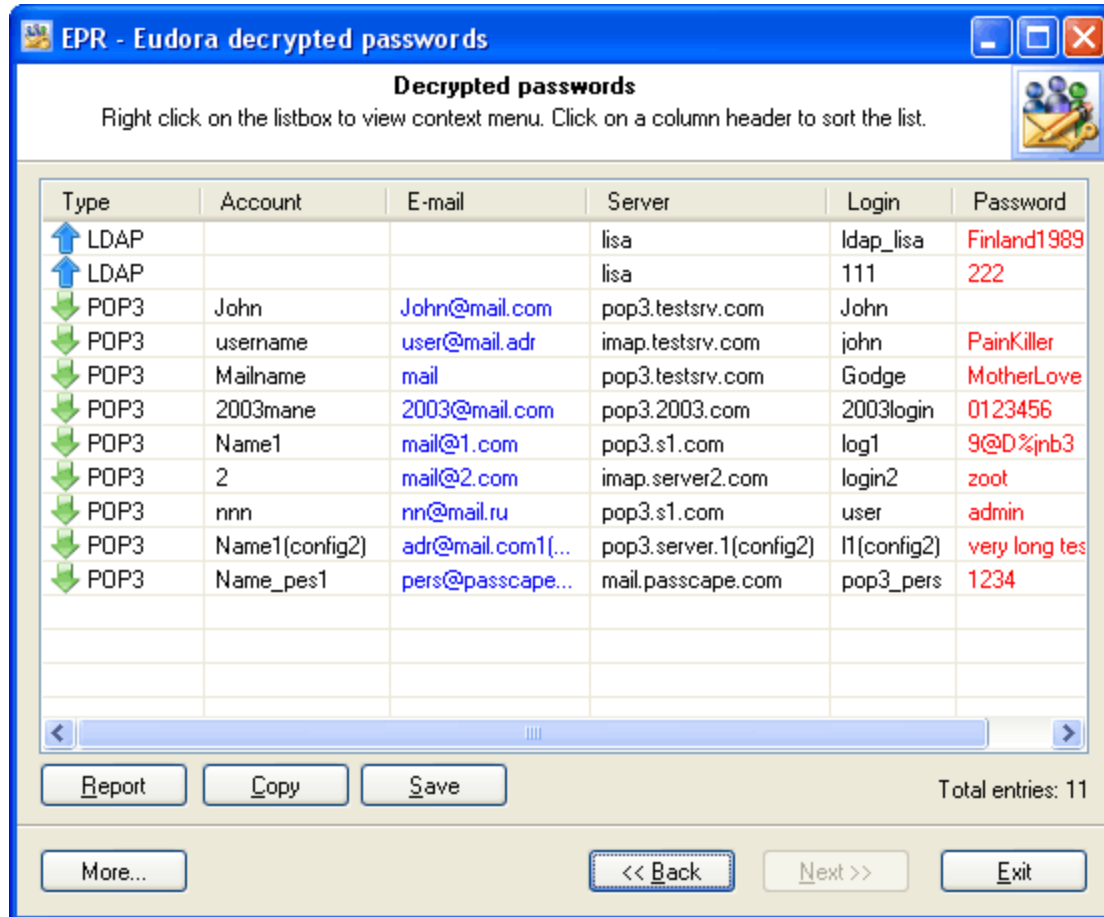 EPR - Eudora decrypted passwords
Decrypted passwords
Right click on the listbox to view context menu. Click on a column header to sort the list.
Type Account E-mail Server Login Password
LDAP lisa ldap_lisa Finland1989
LDAP lisa 111 222
POP3 John John@mail.com pop3.testsrv.com John
POP3 username user@mail.adr imap.testsrv.com john PainKiller
POP3 Mailname mail pop3.testsrv.com Godge MotherLove
POP3 2003mane 2003@mail.com pop3.2003.com 2003login 0123456
POP3 Name1 mail@1.com pop3.s1.com log1 9@D%jnb3
POP3 2 mail@2.com imap.server2.com login2 zoot
POP3 nnn nn@mail.ru pop3.s1.com user admin
POP3 Name1(config2) adr@mail.com1(... pop3.server.1(config2) l1(config2) very long tes
POP3 Name_pes1 pers@passcape... mail.passcape.com pop3_pers 1234
Report Copy Save Total entries: 11
More... << Back Next >> Exit